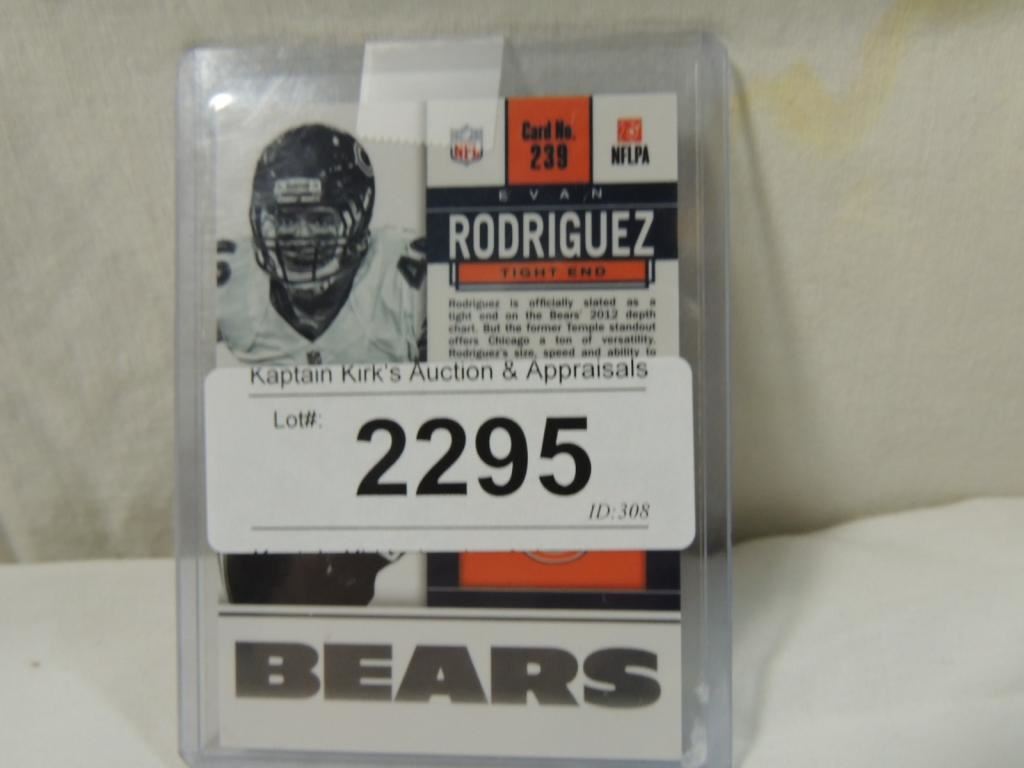 NFL
Card No.
239
NFLPA
EVAN
RODRIGUEZ
TIGHT END
Rodriguez is officially slated as a
tight end on the Bears' 2012 depth
chart. But the former Temple standout
offers Chicago a ton of versatility.
Rodriguez's size, speed and ability to
Kaptain Kirk's Auction & Appraisals
Lot#:
2295
ID:308
BEARS